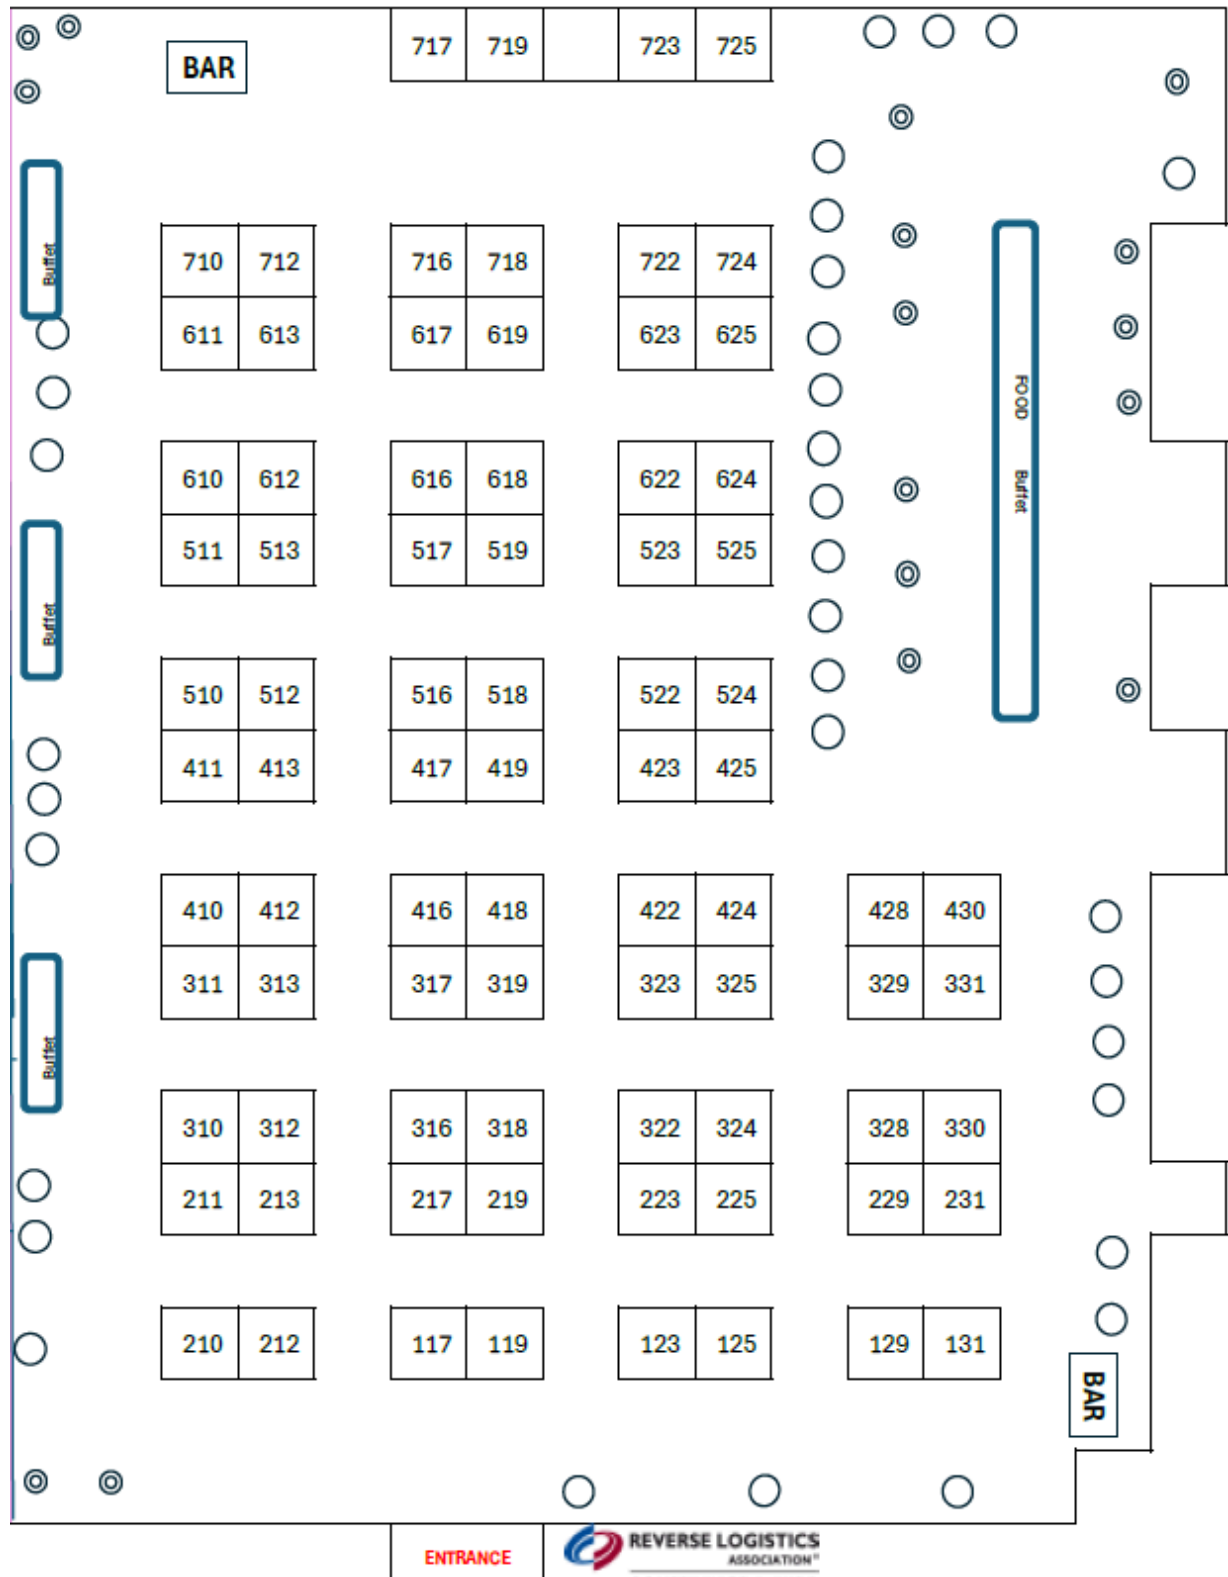 717 719 723 725
BAR
Buffet
710 712 716 718 722 724
611 613 617 619 623 625
FOOD Buffet
610 612 616 618 622 624
511 513 517 519 523 525
Buffet
510 512 516 518 522 524
411 413 417 419 423 425
410 412 416 418 422 424 428 430
311 313 317 319 323 325 329 331
Buffet
310 312 316 318 322 324 328 330
211 213 217 219 223 225 229 231
210 212 117 119 123 125 129 131
BAR
ENTRANCE
REVERSE LOGISTICS
ASSOCIATION